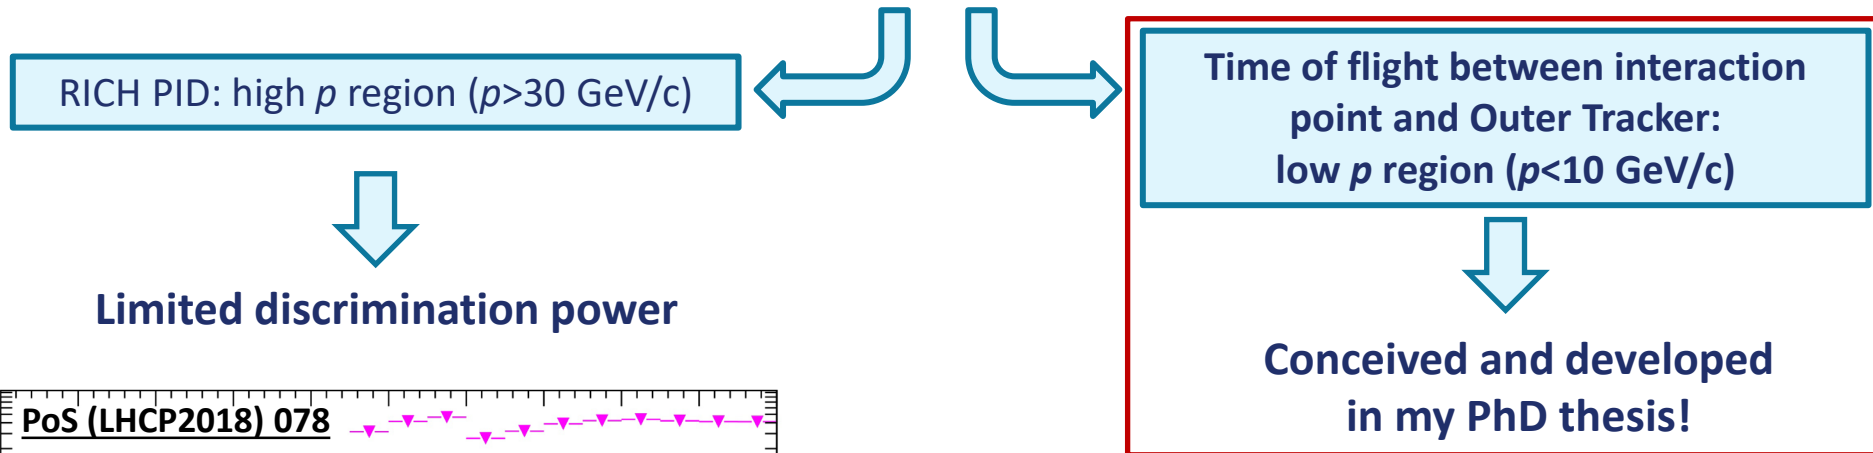 RICH PID: high p region (p>30 GeV/c)
Limited discrimination power
PoS (LHCP2018) 078
Time of flight between interaction
point and Outer Tracker:
low p region (p<10 GeV/c)
Conceived and developed
in my PhD thesis!